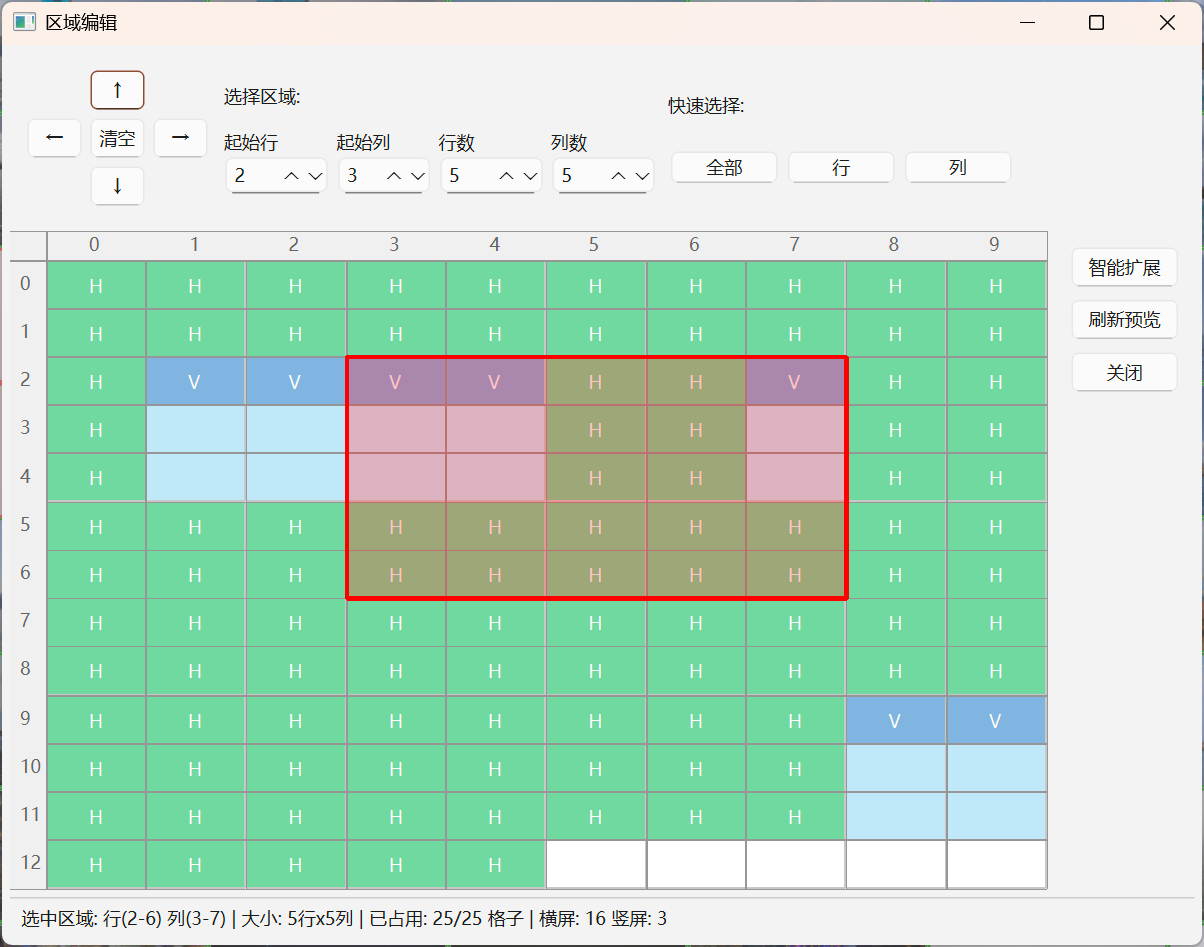 区域编辑
↑
← 清空 →
↓
选择区域:
起始行 起始列 行数 列数
2 3 5 5
快速选择:
全部 行 列
0 1 2 3 4 5 6 7 8 9
0 H H H H H H H H H H
1 H H H H H H H H H H
2 H V V V V H H V H H
3 H H H H H
4 H H H H H
5 H H H H H H H H H H
6 H H H H H H H H H H
7 H H H H H H H H H H
8 H H H H H H H H H H
9 H H H H H H H H V V
10 H H H H H H H H
11 H H H H H H H H
12 H H H H H
智能扩展
刷新预览
关闭
选中区域: 行(2-6) 列(3-7) | 大小: 5行x5列 | 已占用: 25/25 格子 | 横屏: 16 竖屏: 3